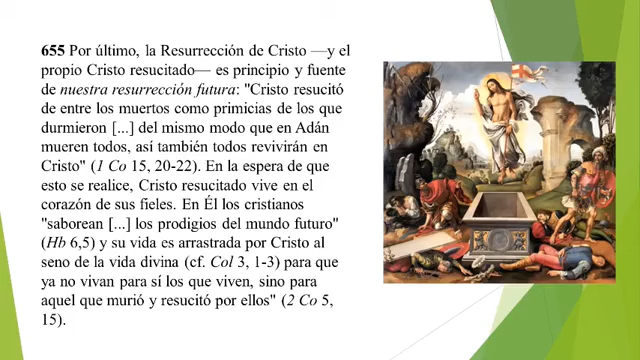 655 Por último, la Resurrección de Cristo —y el
propio Cristo resucitado— es principio y fuente
de nuestra resurrección futura: "Cristo resucitó
de entre los muertos como primicias de los que
durmieron [...] del mismo modo que en Adán
mueren todos, así también todos revivirán en
Cristo" (1 Co 15, 20-22). En la espera de que
esto se realice, Cristo resucitado vive en el
corazón de sus fieles. En Él los cristianos
"saborean [...] los prodigios del mundo futuro"
(Hb 6,5) y su vida es arrastrada por Cristo al
seno de la vida divina (cf. Col 3, 1-3) para que
ya no vivan para sí los que viven, sino para
aquel que murió y resucitó por ellos" (2 Co 5,
15).